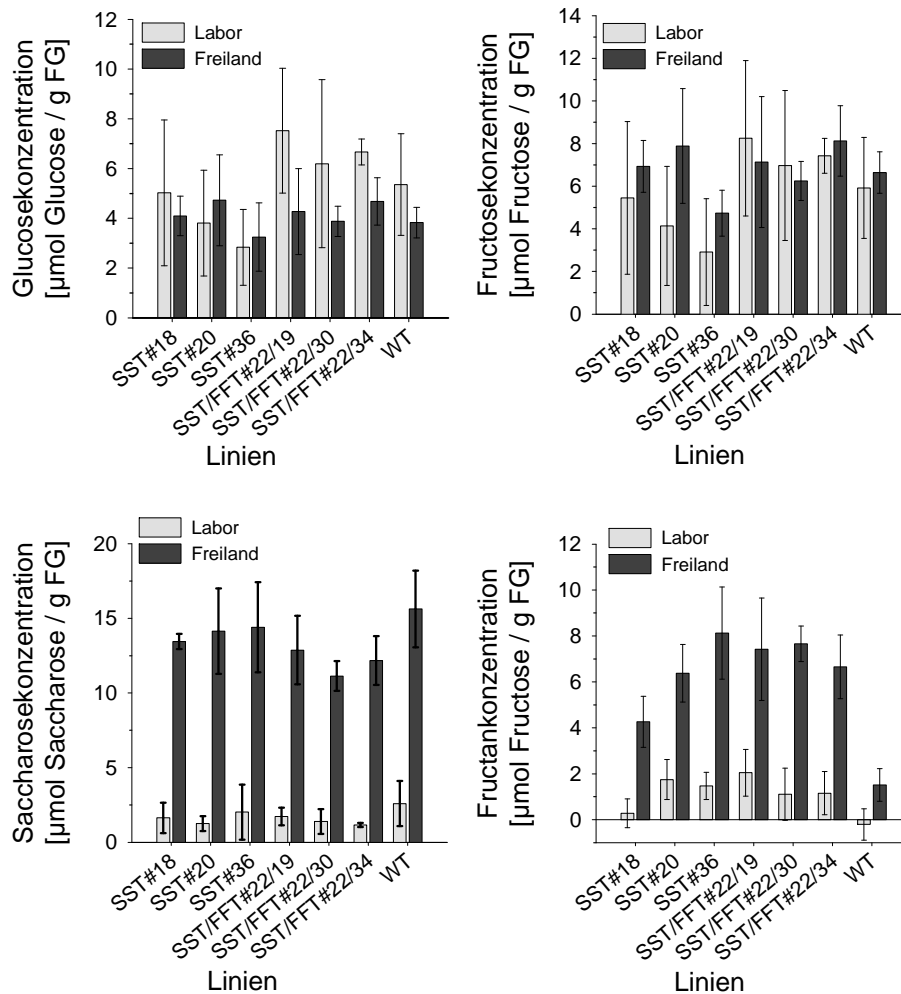 Glucosekonzentration
[µmol Glucose / g FG]
12
10
8
6
4
2
0
Labor
Freiland
SST#18
SST#20
SST#36
SST/FFT#22/19
SST/FFT#22/30
SST/FFT#22/34
WT
Linien
Fructosekonzentration
[µmol Fructose / g FG]
14
12
10
8
6
4
2
0
Labor
Freiland
SST#18
SST#20
SST#36
SST/FFT#22/19
SST/FFT#22/30
SST/FFT#22/34
WT
Linien
Saccharosekonzentration
[µmol Saccharose / g FG]
20
15
10
5
0
Labor
Freiland
SST#18
SST#20
SST#36
SST/FFT#22/19
SST/FFT#22/30
SST/FFT#22/34
WT
Linien
Fructankonzentration
[µmol Fructose / g FG]
12
10
8
6
4
2
0
Labor
Freiland
SST#18
SST#20
SST#36
SST/FFT#22/19
SST/FFT#22/30
SST/FFT#22/34
WT
Linien